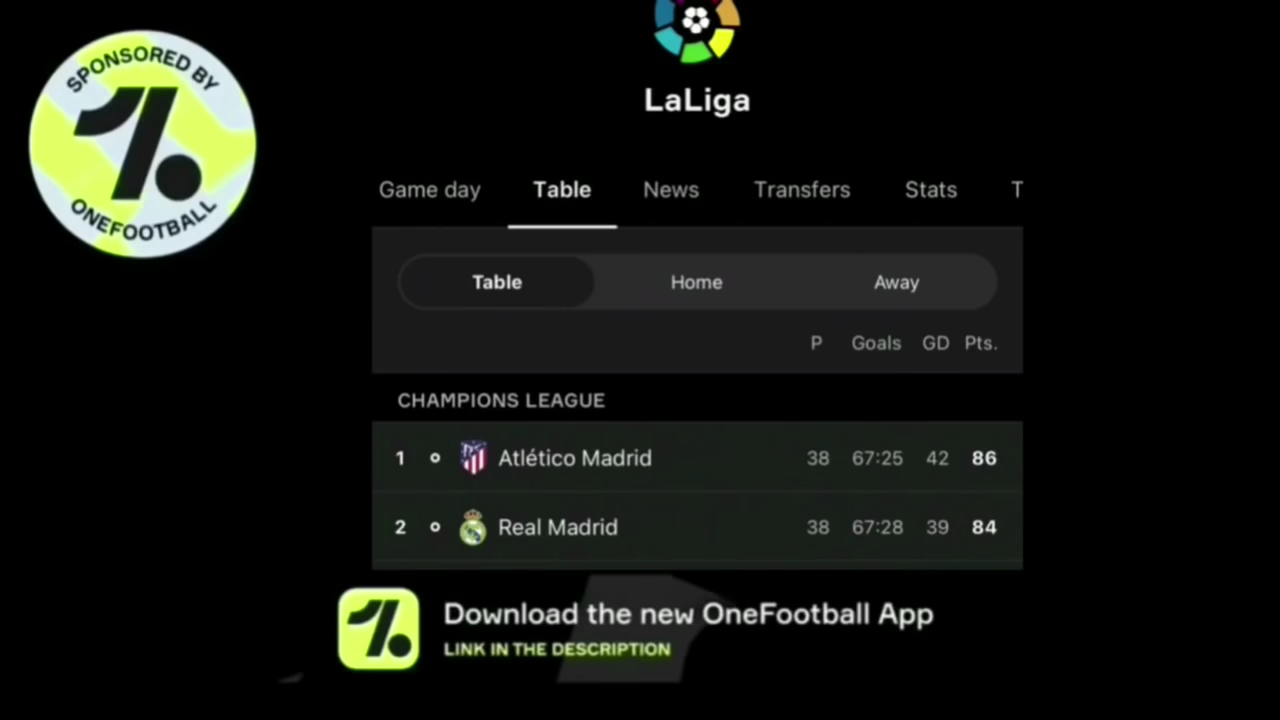 SPONSORED BY
ONEFOOTBALL
LaLiga
Game day Table News Transfers Stats T
Table Home Away
P Goals GD Pts.
CHAMPIONS LEAGUE
1 Atlético Madrid 38 67:25 42 86
2 Real Madrid 38 67:28 39 84
Download the new OneFootball App
LINK IN THE DESCRIPTION